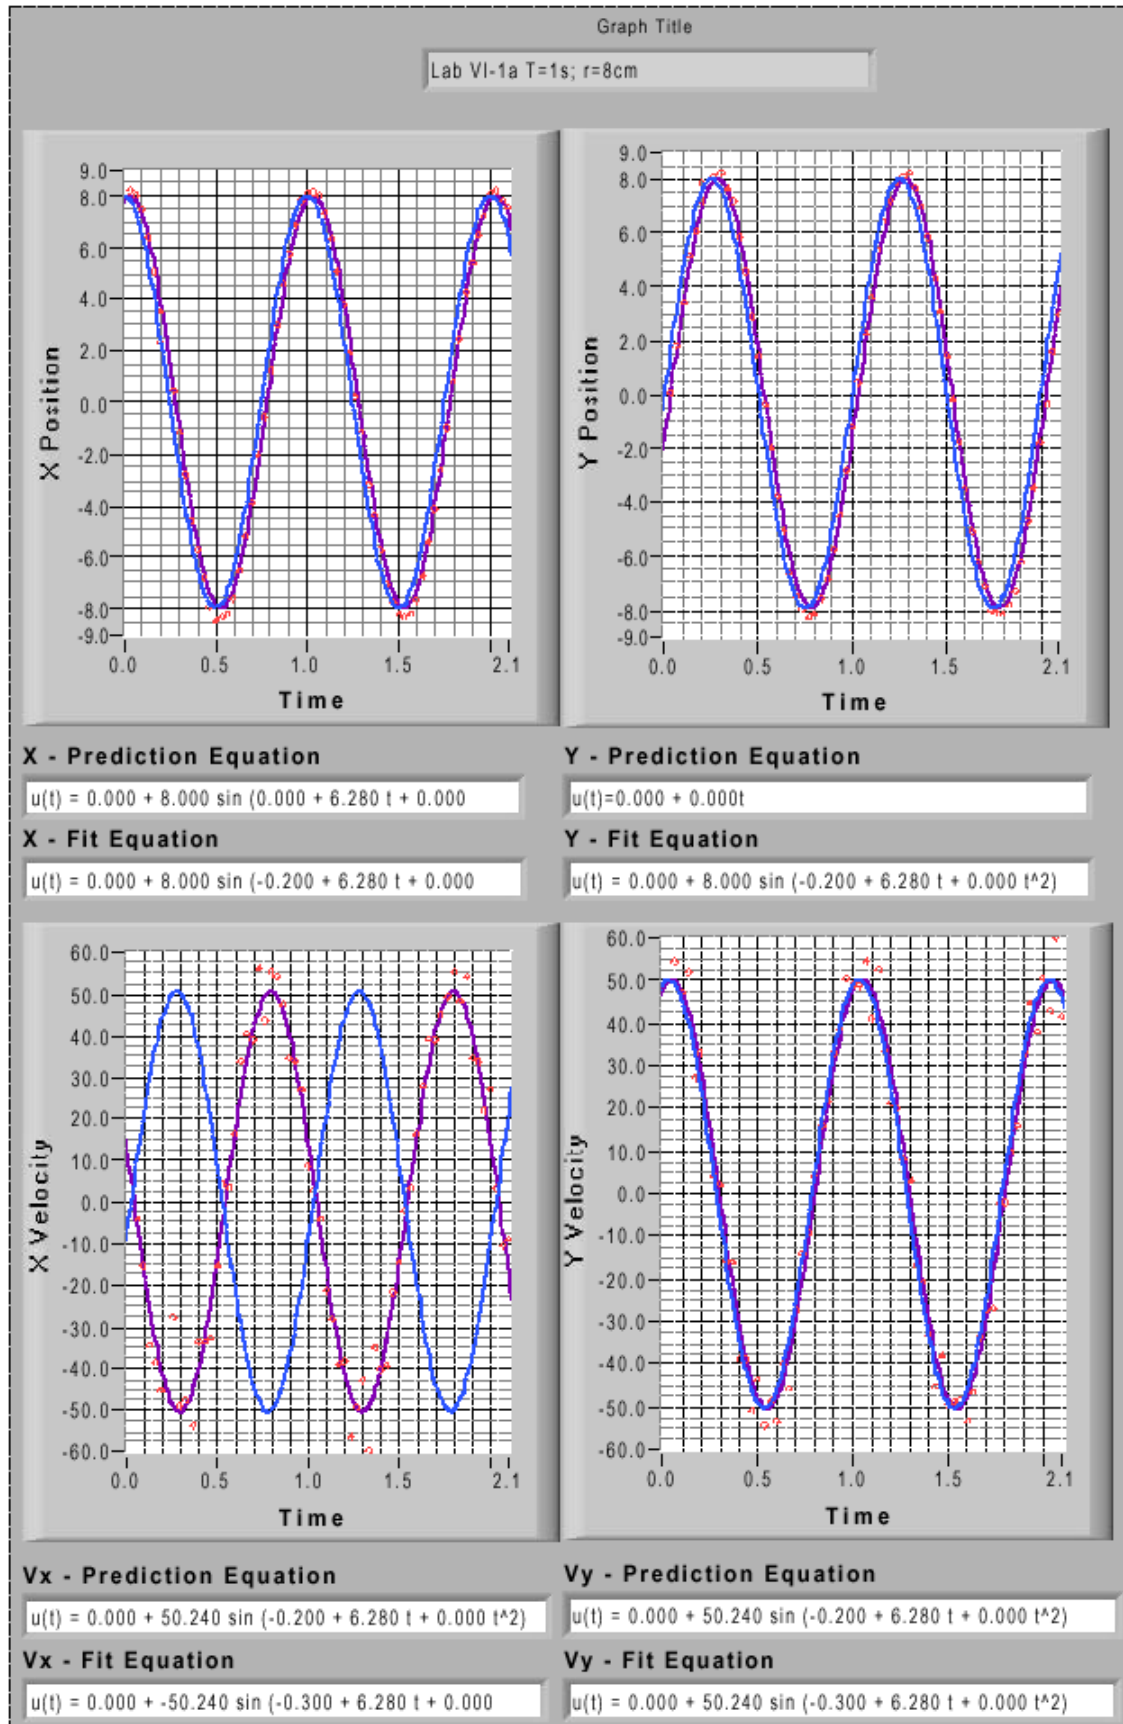 Graph Title
Lab VI-1a T=1s; r=8cm
9.0
8.0
6.0
4.0
2.0
0.0
-2.0
-4.0
-6.0
-8.0
-9.0
X Position
0.0 0.5 1.0 1.5 2.1
Time
9.0
8.0
6.0
4.0
2.0
0.0
-2.0
-4.0
-6.0
-8.0
-9.0
Y Position
0.0 0.5 1.0 1.5 2.1
Time
X - Prediction Equation
u(t) = 0.000 + 8.000 sin (0.000 + 6.280 t + 0.000
Y - Prediction Equation
u(t)=0.000 + 0.000t
X - Fit Equation
u(t) = 0.000 + 8.000 sin (-0.200 + 6.280 t + 0.000
Y - Fit Equation
u(t) = 0.000 + 8.000 sin (-0.200 + 6.280 t + 0.000 t^2)
60.0
50.0
40.0
30.0
20.0
10.0
0.0
-10.0
-20.0
-30.0
-40.0
-50.0
-60.0
X Velocity
0.0 0.5 1.0 1.5 2.1
Time
60.0
50.0
40.0
30.0
20.0
10.0
0.0
-10.0
-20.0
-30.0
-40.0
-50.0
-60.0
Y Velocity
0.0 0.5 1.0 1.5 2.1
Time
Vx - Prediction Equation
u(t) = 0.000 + 50.240 sin (-0.200 + 6.280 t + 0.000 t^2)
Vy - Prediction Equation
u(t) = 0.000 + 50.240 sin (-0.200 + 6.280 t + 0.000 t^2)
Vx - Fit Equation
u(t) = 0.000 + -50.240 sin (-0.300 + 6.280 t + 0.000
Vy - Fit Equation
u(t) = 0.000 + 50.240 sin (-0.300 + 6.280 t + 0.000 t^2)